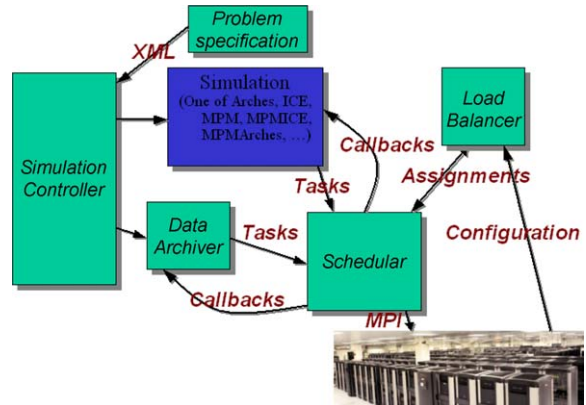 Problem
specification
XML
Simulation
(One of Arches, ICE,
MPM, MPMICE,
MPMArches, …)
Load
Balancer
Callbacks
Simulation
Controller
Tasks
Assignments
Data
Archiver
Tasks
Schedular
Configuration
Callbacks
MPI